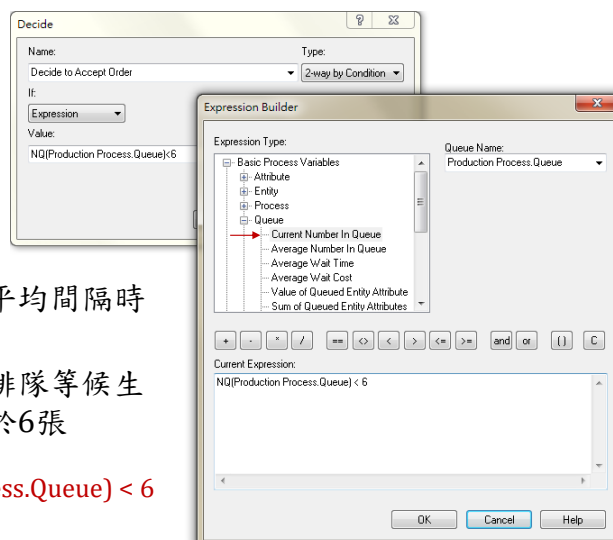 Decide
Name:
Type:
Decide to Accept Order
2-way by Condition
If:
Expression
Value:
NQ(Production Process.Queue)<6
Expression Builder
Expression Type:
Queue Name:
Production Process.Queue
Basic Process Variables
Attribute
Entity
Process
Queue
Current Number In Queue
Average Number In Queue
Average Wait Time
Average Wait Cost
Value of Queued Entity Attribute
Sum of Queued Entity Attributes
+ - * / == <> < > <= >= and or ( ) C
Current Expression:
NQ(Production Process.Queue) < 6
OK Cancel Help
平均間隔時
排隊等候生
於6張
ess.Queue) < 6